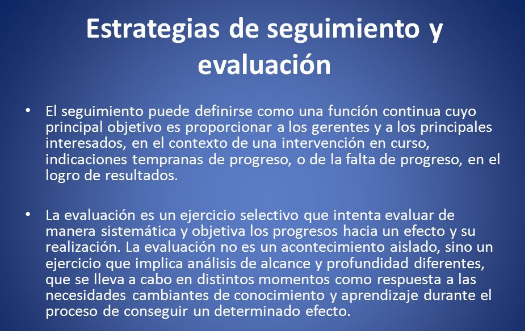 Estrategias de seguimiento y
evaluación
• El seguimiento puede definirse como una función continua cuyo
principal objetivo es proporcionar a los gerentes y a los principales
interesados, en el contexto de una intervención en curso,
indicaciones tempranas de progreso, o de la falta de progreso, en el
logro de resultados.
• La evaluación es un ejercicio selectivo que intenta evaluar de
manera sistemática y objetiva los progresos hacia un efecto y su
realización. La evaluación no es un acontecimiento aislado, sino un
ejercicio que implica análisis de alcance y profundidad diferentes,
que se lleva a cabo en distintos momentos como respuesta a las
necesidades cambiantes de conocimiento y aprendizaje durante el
proceso de conseguir un determinado efecto.